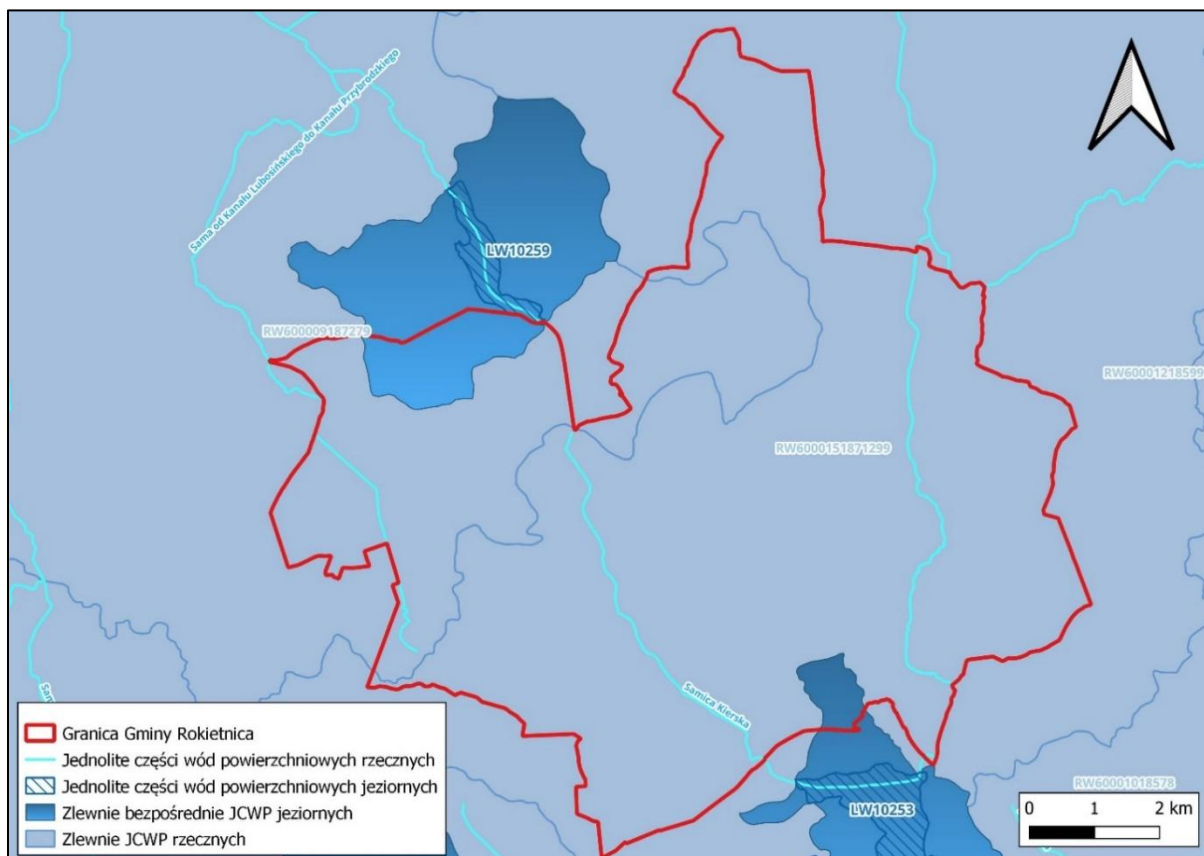 Sama od Kanału Lubosińskiego do Kanału Przybrodzkiego
LW10259
RW600009187279
RW60001218599
RW6000151871299
Samica Kierska
RW60001018578
LW10253
Granica Gminy Rokietnica
Jednolite części wód powierzchniowych rzecznych
Jednolite części wód powierzchniowych jeziornych
Zlewnie bezpośrednie JCWP jeziornych
Zlewnie JCWP rzecznych
0 1 2 km